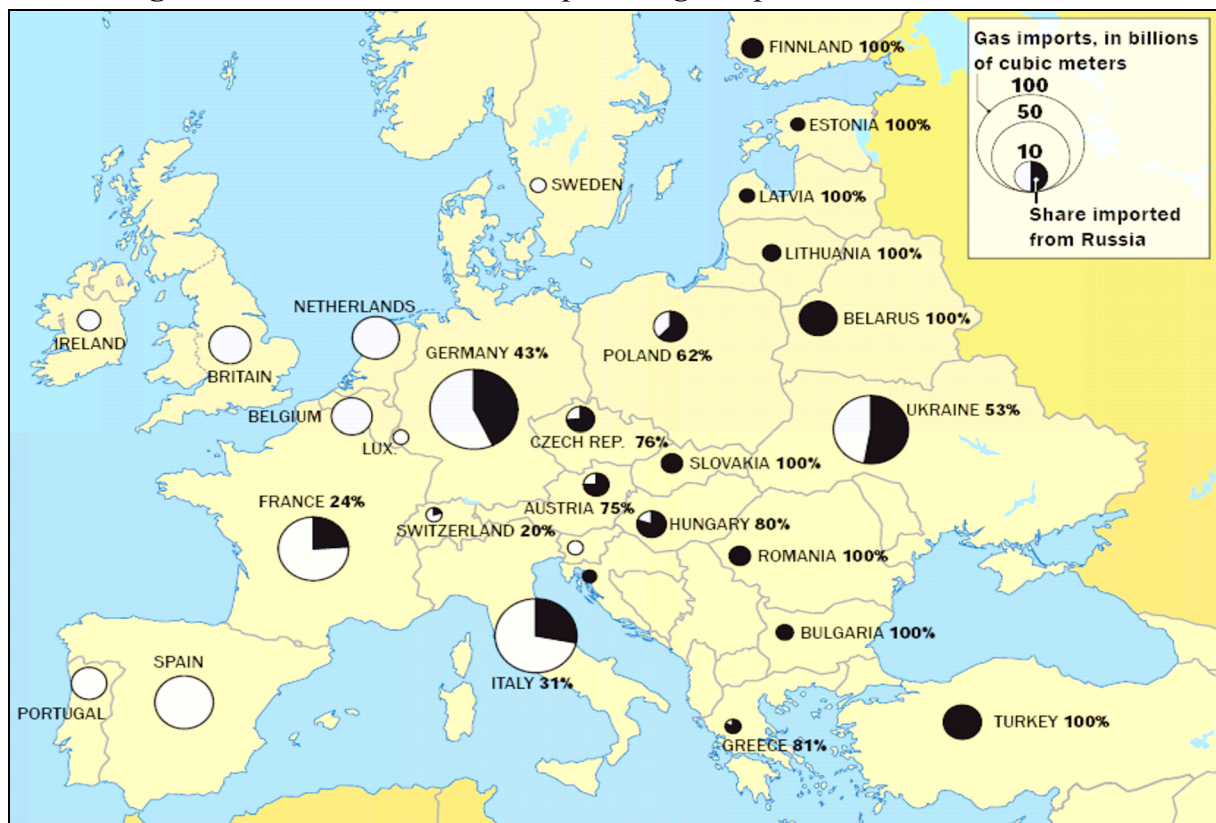 FINNLAND 100%
Gas imports, in billions
of cubic meters
100
50
10
Share imported
from Russia
ESTONIA 100%
SWEDEN
LATVIA 100%
LITHUANIA 100%
NETHERLANDS
IRELAND
BRITAIN
GERMANY 43%
POLAND 62%
BELARUS 100%
BELGIUM
LUX.
CZECH REP. 76%
UKRAINE 53%
SLOVAKIA 100%
FRANCE 24%
AUSTRIA 75%
SWITZERLAND 20%
HUNGARY 80%
ROMANIA 100%
BULGARIA 100%
SPAIN
PORTUGAL
ITALY 31%
TURKEY 100%
GREECE 81%